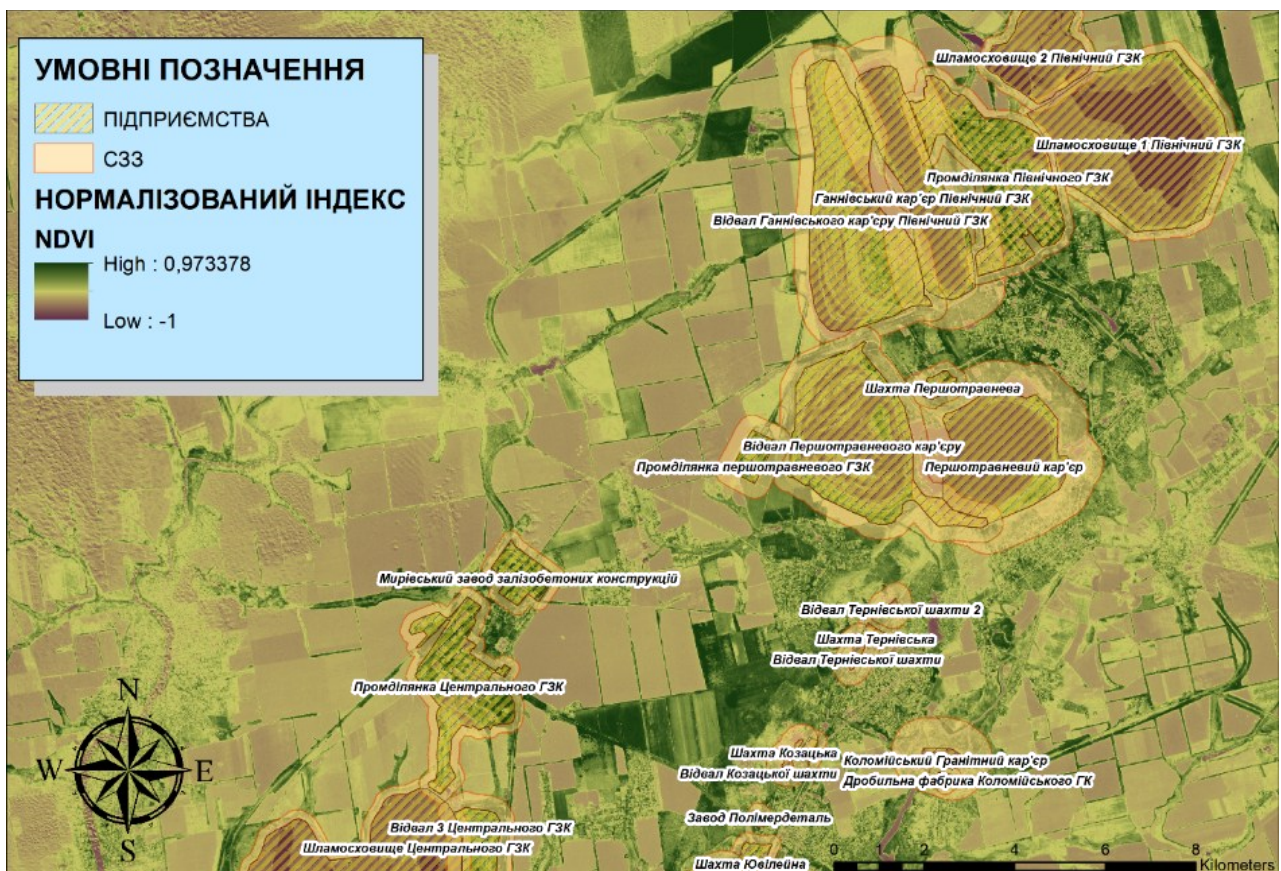 УМОВНІ ПОЗНАЧЕННЯ
ПІДПРИЄМСТВА
СЗЗ
НОРМАЛІЗОВАНИЙ ІНДЕКС
NDVI
High : 0,973378
Low : -1
Шламосховище 2 Північний ГЗК
Шламосховище 1 Північний ГЗК
Промділянка Північного ГЗК
Ганнівський кар'єр Північний ГЗК
Відвал Ганнівського кар'єру Північний ГЗК
Шахта Першотравнева
Відвал Першотравневого кар'єру
Промділянка першотравневого ГЗК
Першотравневий кар'єр
Мирівський завод залізобетоних конструкцій
Відвал Тернівської шахти 2
Шахта Тернівська
Відвал Тернівської шахти
Промділянка Центрального ГЗК
N
W E
S
Шахта Козацька
Коломійський Гранітний кар'єр
Відвал Козацької шахти
Дробильна фабрика Коломійського ГК
Завод Полімердеталь
Відвал 3 Центрального ГЗК
Шламосховище Центрального ГЗК
Шахта Ювілейна
0 1 2 4 6 8
Kilometers